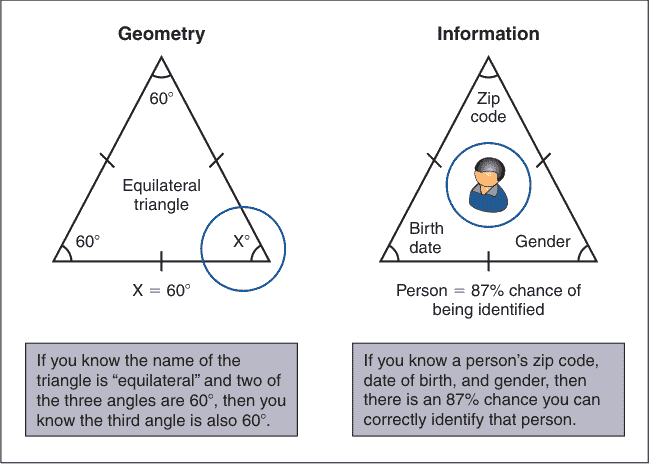 Geometry
60°
Equilateral
triangle
60°
X°
X = 60°
If you know the name of the
triangle is “equilateral” and two of
the three angles are 60°, then you
know the third angle is also 60°.
Information
Zip
code
Birth
date
Gender
Person = 87% chance of
being identified
If you know a person’s zip code,
date of birth, and gender, then
there is an 87% chance you can
correctly identify that person.